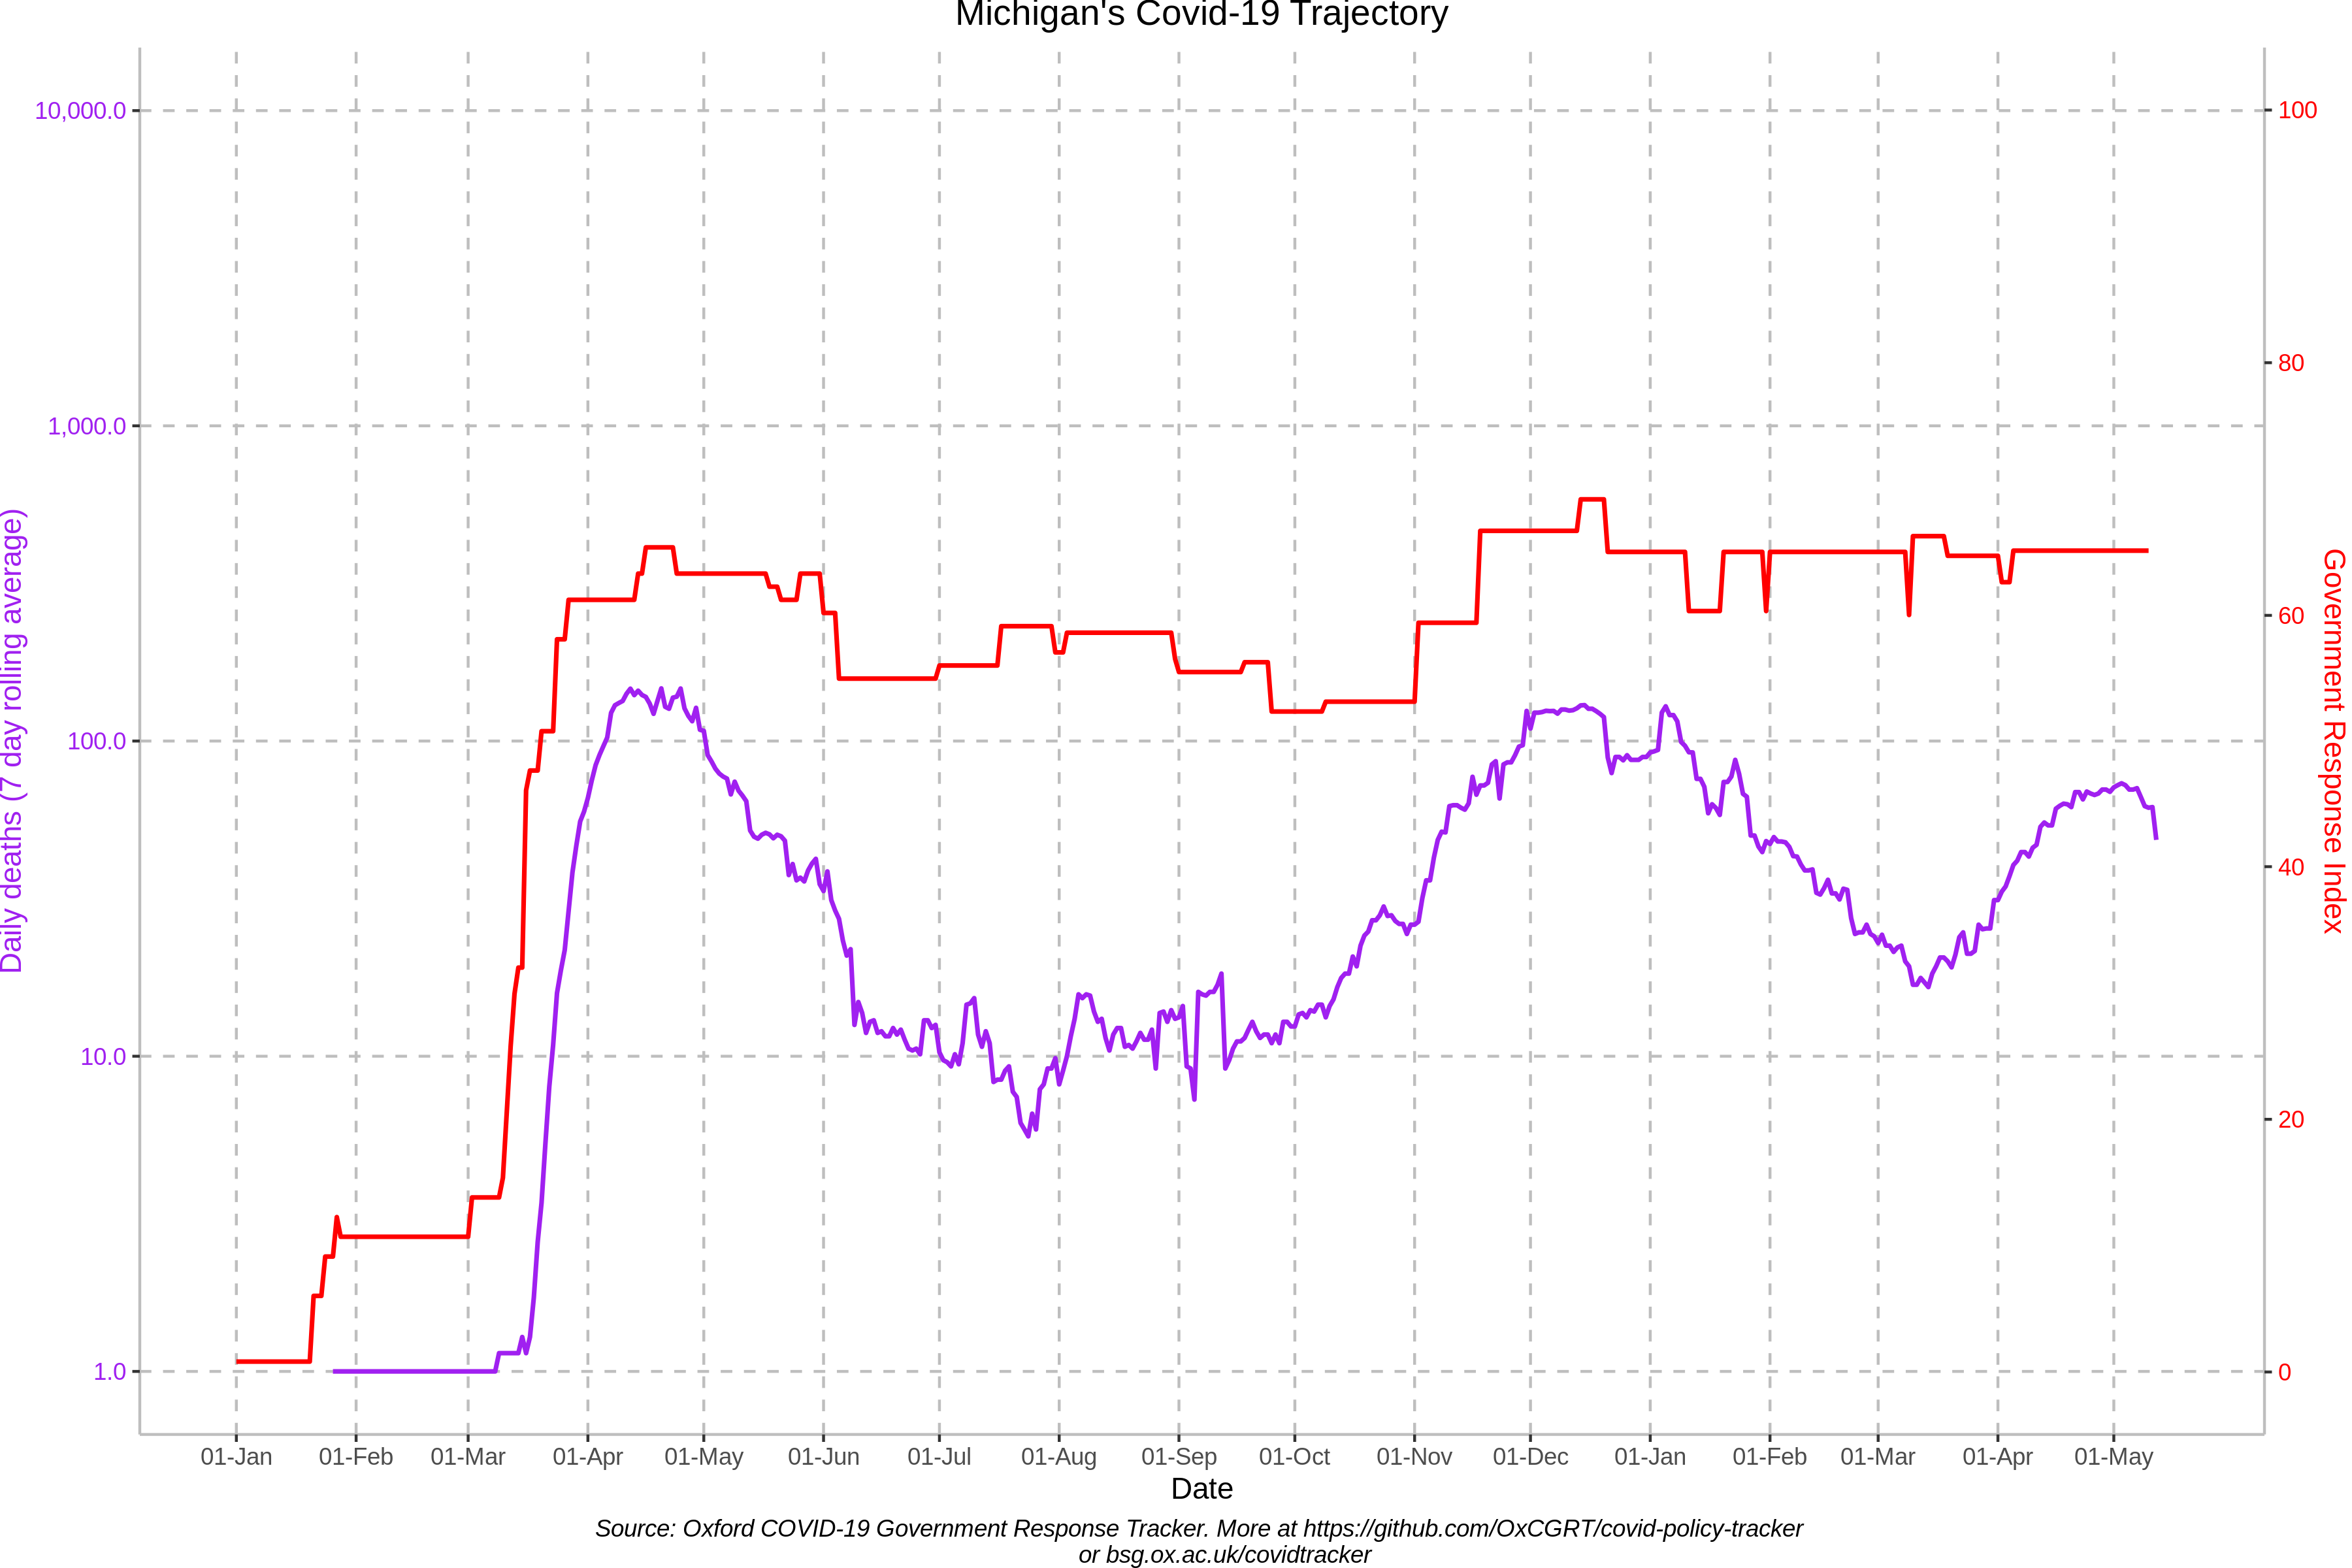 Michigan's Covid-19 Trajectory
10,000.0
1,000.0
100.0
10.0
1.0
Daily deaths (7 day rolling average)
100
80
60
40
20
0
Government Response Index
01-Jan 01-Feb 01-Mar 01-Apr 01-May 01-Jun 01-Jul 01-Aug 01-Sep 01-Oct 01-Nov 01-Dec 01-Jan 01-Feb 01-Mar 01-Apr 01-May
Date
Source: Oxford COVID-19 Government Response Tracker. More at https://github.com/OxCGRT/covid-policy-tracker
or bsg.ox.ac.uk/covidtracker